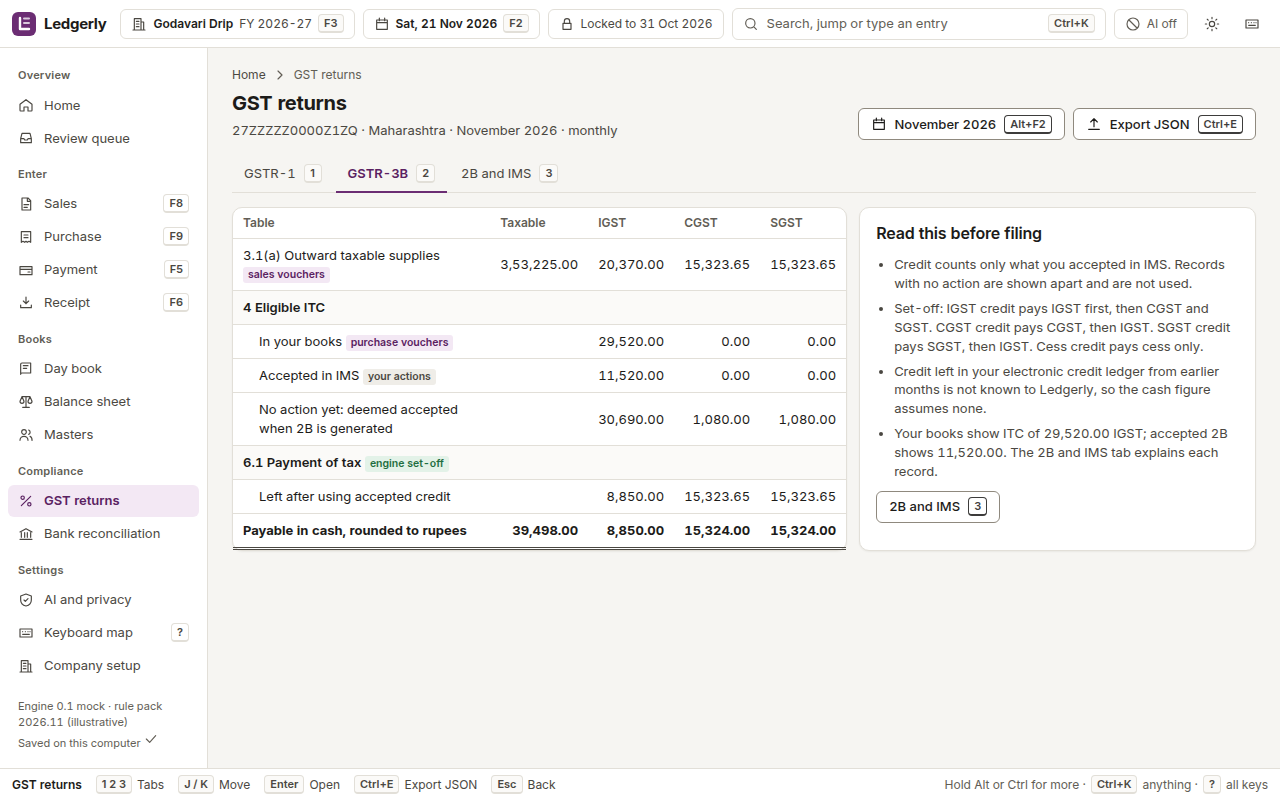 Ledgerly
Godavari Drip FY 2026-27 F3
Sat, 21 Nov 2026 F2
Locked to 31 Oct 2026
Search, jump or type an entry Ctrl+K
AI off
Overview
Home
Review queue
Enter
Sales F8
Purchase F9
Payment F5
Receipt F6
Books
Day book
Balance sheet
Masters
Compliance
GST returns
Bank reconciliation
Settings
AI and privacy
Keyboard map ?
Company setup
Engine 0.1 mock · rule pack
2026.11 (illustrative)
Saved on this computer
Home > GST returns
GST returns
27ZZZZZ0000Z1ZQ · Maharashtra · November 2026 · monthly
November 2026 Alt+F2
Export JSON Ctrl+E
GSTR-1 1 GSTR-3B 2 2B and IMS 3
Table Taxable IGST CGST SGST
3.1(a) Outward taxable supplies
sales vouchers
3,53,225.00 20,370.00 15,323.65 15,323.65
4 Eligible ITC
In your books purchase vouchers 29,520.00 0.00 0.00
Accepted in IMS your actions 11,520.00 0.00 0.00
No action yet: deemed accepted
when 2B is generated
30,690.00 1,080.00 1,080.00
6.1 Payment of tax engine set-off
Left after using accepted credit 8,850.00 15,323.65 15,323.65
Payable in cash, rounded to rupees 39,498.00 8,850.00 15,324.00 15,324.00
Read this before filing
• Credit counts only what you accepted in IMS. Records
with no action are shown apart and are not used.
• Set-off: IGST credit pays IGST first, then CGST and
SGST. CGST credit pays CGST, then IGST. SGST credit
pays SGST, then IGST. Cess credit pays cess only.
• Credit left in your electronic credit ledger from earlier
months is not known to Ledgerly, so the cash figure
assumes none.
• Your books show ITC of 29,520.00 IGST; accepted 2B
shows 11,520.00. The 2B and IMS tab explains each
record.
2B and IMS 3
GST returns 1 2 3 Tabs J / K Move Enter Open Ctrl+E Export JSON Esc Back
Hold Alt or Ctrl for more · Ctrl+K anything · ? all keys